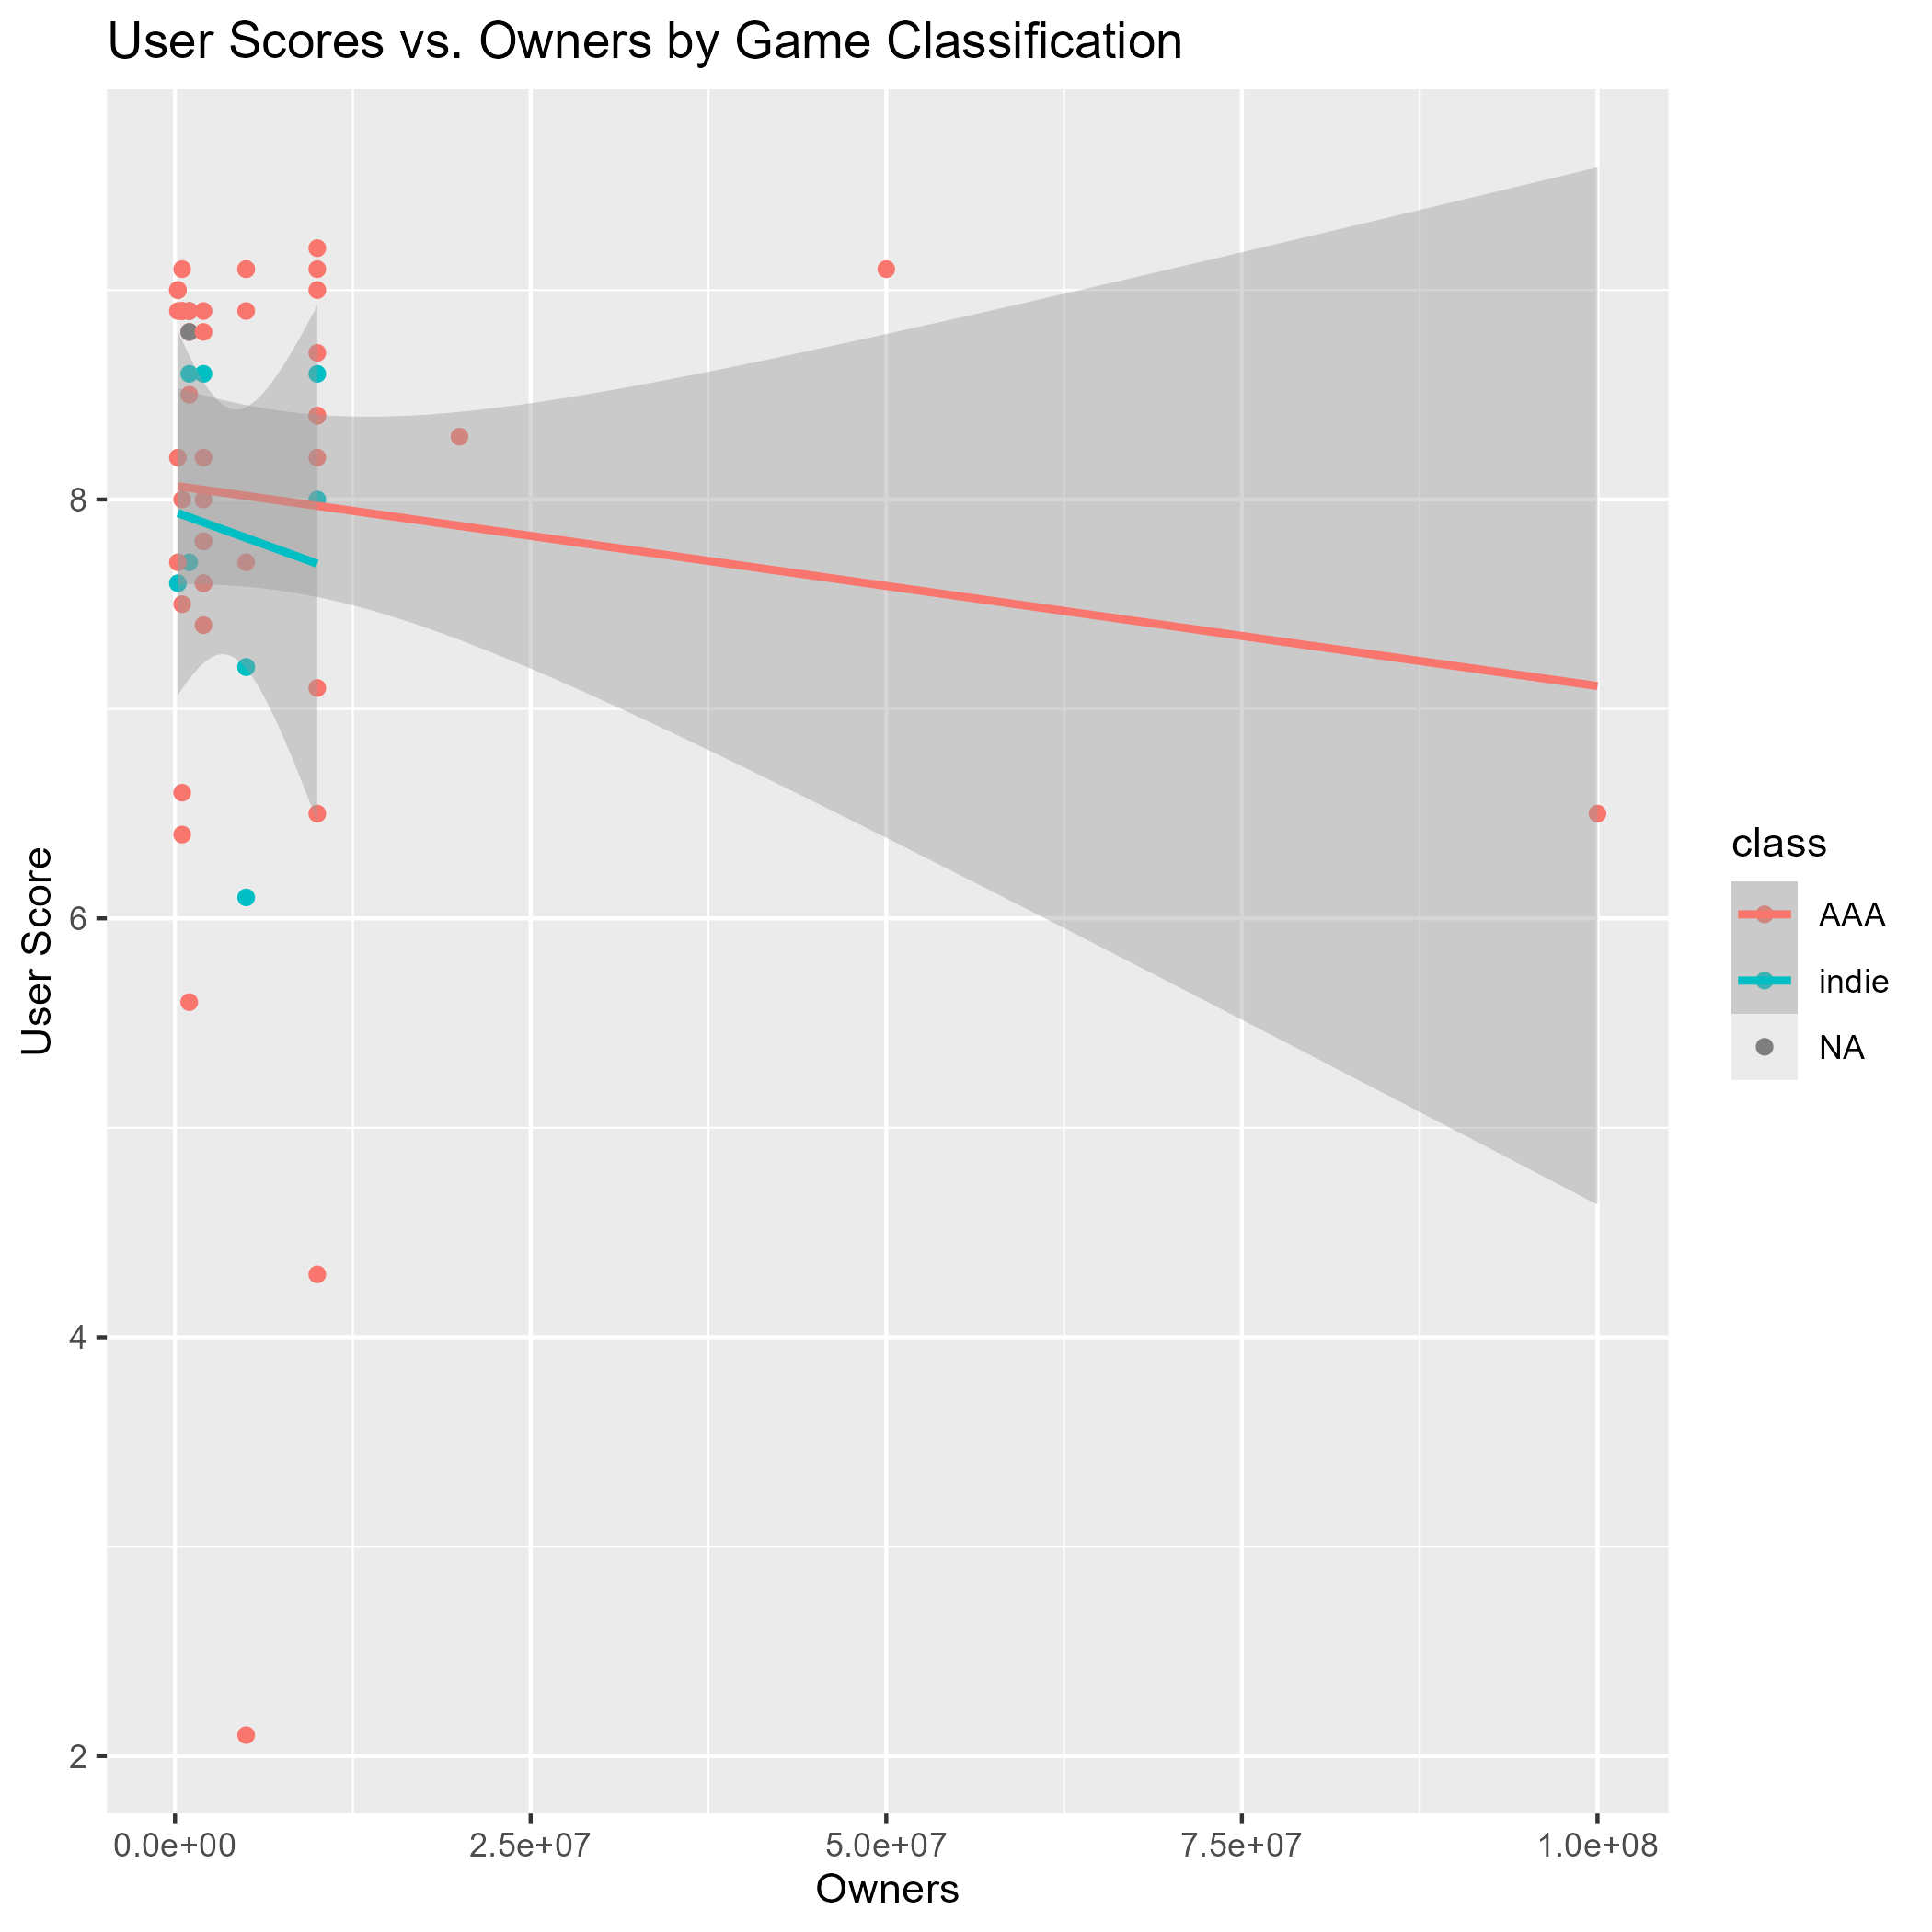 User Scores vs. Owners by Game Classification
User Score
8
6
4
2
0.0e+00 2.5e+07 5.0e+07 7.5e+07 1.0e+08
Owners
class
AAA
indie
NA